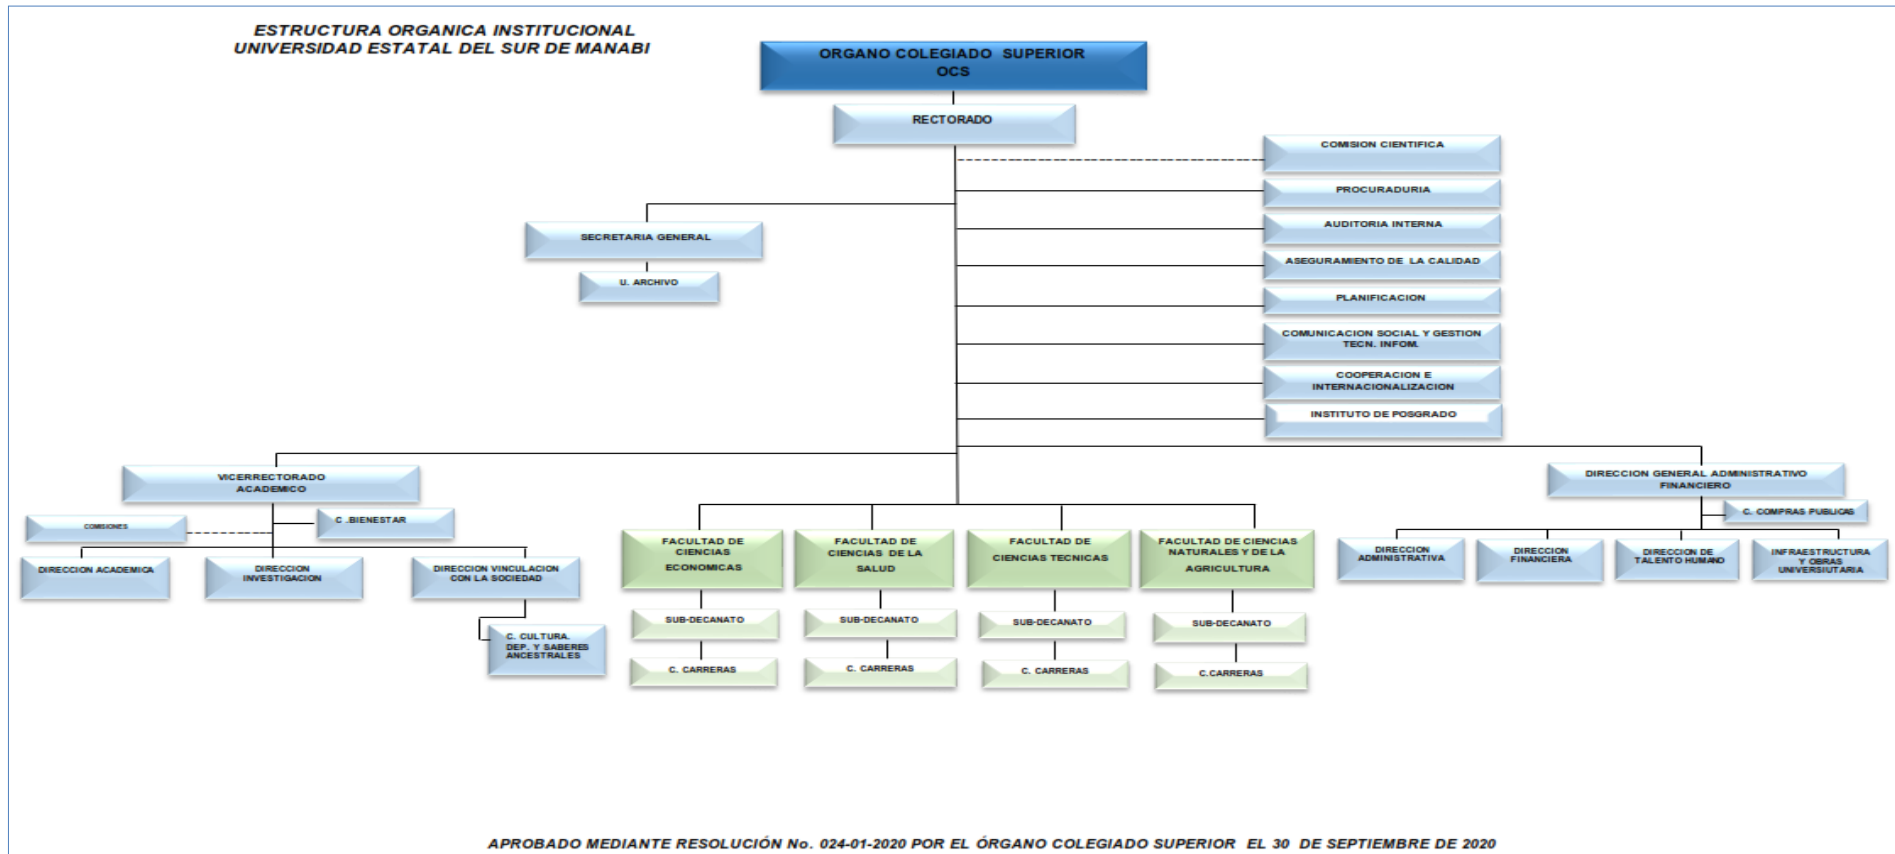 ESTRUCTURA ORGANICA INSTITUCIONAL
UNIVERSIDAD ESTATAL DEL SUR DE MANABI
ORGANO COLEGIADO SUPERIOR
OCS
RECTORADO
COMISION CIENTIFICA
PROCURADURIA
AUDITORIA INTERNA
ASEGURAMIENTO DE LA CALIDAD
PLANIFICACION
COMUNICACION SOCIAL Y GESTION
TECN. INFOM.
COOPERACION E
INTERNACIONALIZACION
INSTITUTO DE POSGRADO
SECRETARIA GENERAL
U. ARCHIVO
VICERRECTORADO
ACADEMICO
COMISIONES
C .BIENESTAR
DIRECCION ACADEMICA
DIRECCION
INVESTIGACION
DIRECCION VINCULACION
CON LA SOCIEDAD
C. CULTURA.
DEP. Y SABERES
ANCESTRALES
FACULTAD DE
CIENCIAS
ECONOMICAS
SUB-DECANATO
C. CARRERAS
FACULTAD DE
CIENCIAS DE LA
SALUD
SUB-DECANATO
C. CARRERAS
FACULTAD DE
CIENCIAS TECNICAS
SUB-DECANATO
C. CARRERAS
FACULTAD DE CIENCIAS
NATURALES Y DE LA
AGRICULTURA
SUB-DECANATO
C.CARRERAS
DIRECCION GENERAL ADMINISTRATIVO
FINANCIERO
C. COMPRAS PUBLICAS
DIRECCION
ADMINISTRATIVA
DIRECCION
FINANCIERA
DIRECCION DE
TALENTO HUMANO
INFRAESTRUCTURA
Y OBRAS
UNIVERSIUTARIA
APROBADO MEDIANTE RESOLUCIÓN No. 024-01-2020 POR EL ÓRGANO COLEGIADO SUPERIOR EL 30 DE SEPTIEMBRE DE 2020